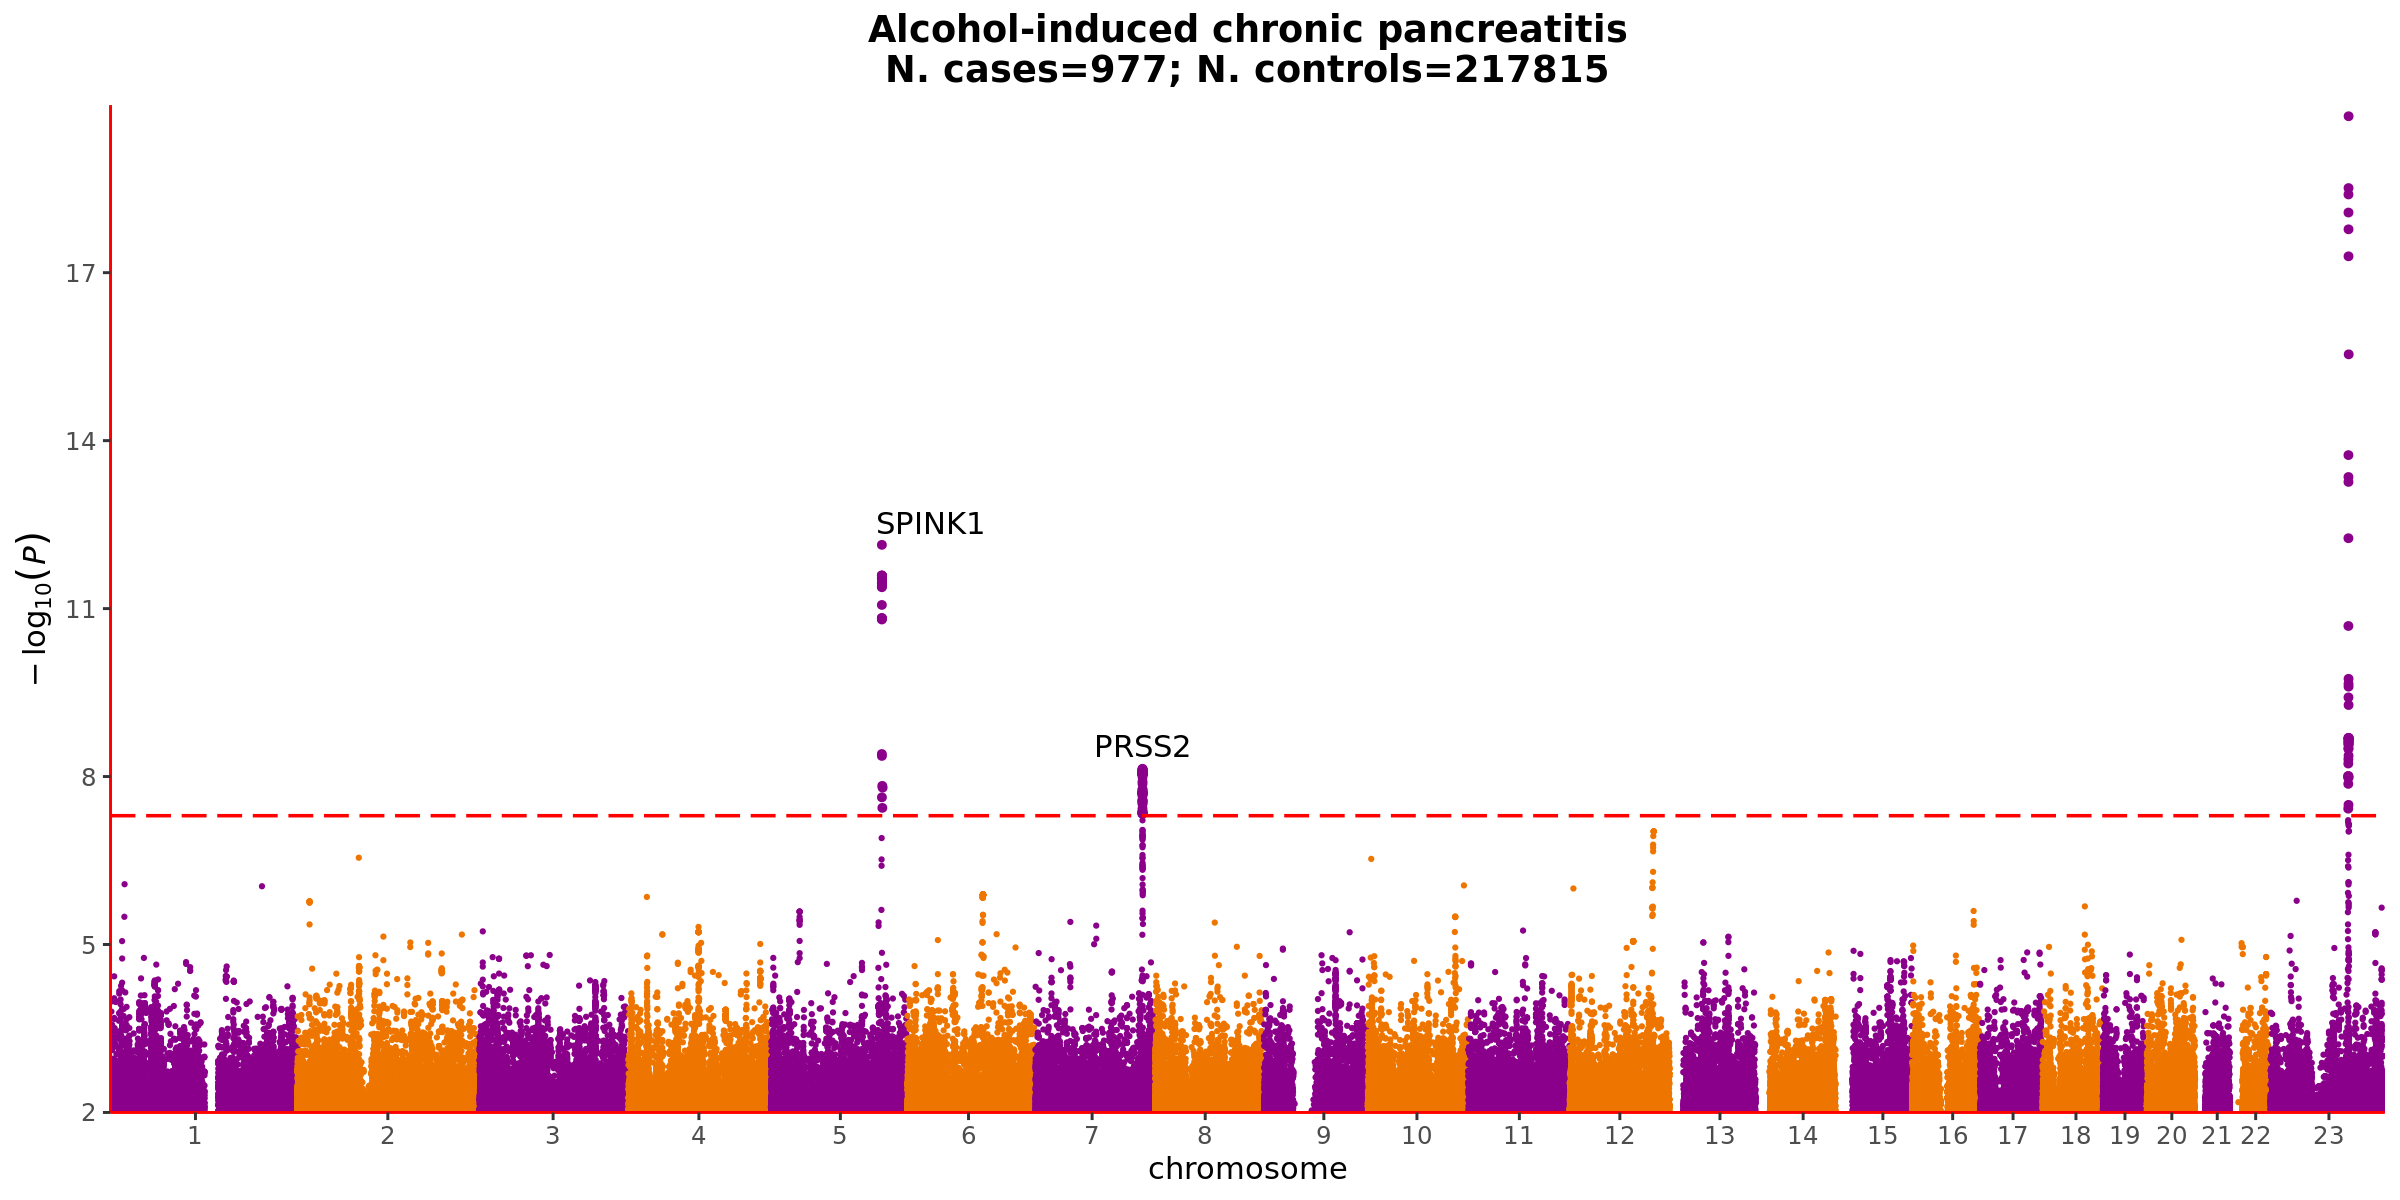 Alcohol-induced chronic pancreatitis
N. cases=977; N. controls=217815
17
14
SPINK1
11
PRSS2
8
5
2
−log10(P)
1 2 3 4 5 6 7 8 9 10 11 12 13 14 15 16 17 18 19 20 21 22 23
chromosome